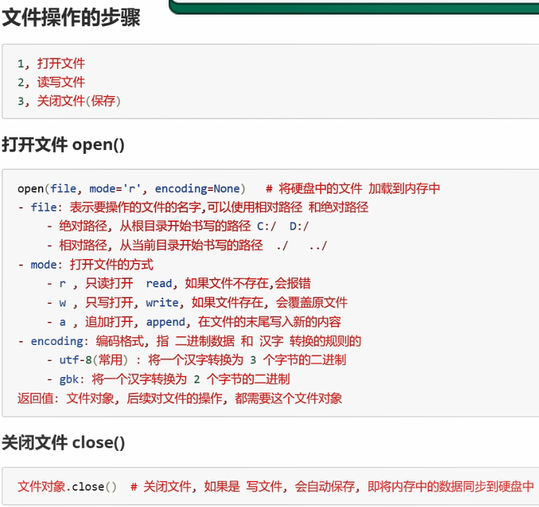 文件操作的步骤
1, 打开文件
2, 读写文件
3, 关闭文件(保存)
打开文件 open()
open(file, mode='r', encoding=None)   # 将硬盘中的文件 加载到内存中
- file: 表示要操作的文件的名字,可以使用相对路径 和绝对路径
- 绝对路径, 从根目录开始书写的路径 C:/  D:/
- 相对路径, 从当前目录开始书写的路径  ./   ../
- mode: 打开文件的方式
- r , 只读打开  read, 如果文件不存在,会报错
- w , 只写打开, write, 如果文件存在, 会覆盖原文件
- a , 追加打开, append, 在文件的末尾写入新的内容
- encoding: 编码格式, 指 二进制数据 和 汉字 转换的规则的
- utf-8(常用) : 将一个汉字转换为 3 个字节的二进制
- gbk: 将一个汉字转换为 2 个字节的二进制
返回值: 文件对象, 后续对文件的操作, 都需要这个文件对象
关闭文件 close()
文件对象.close()  # 关闭文件, 如果是 写文件, 会自动保存, 即将内存中的数据同步到硬盘中